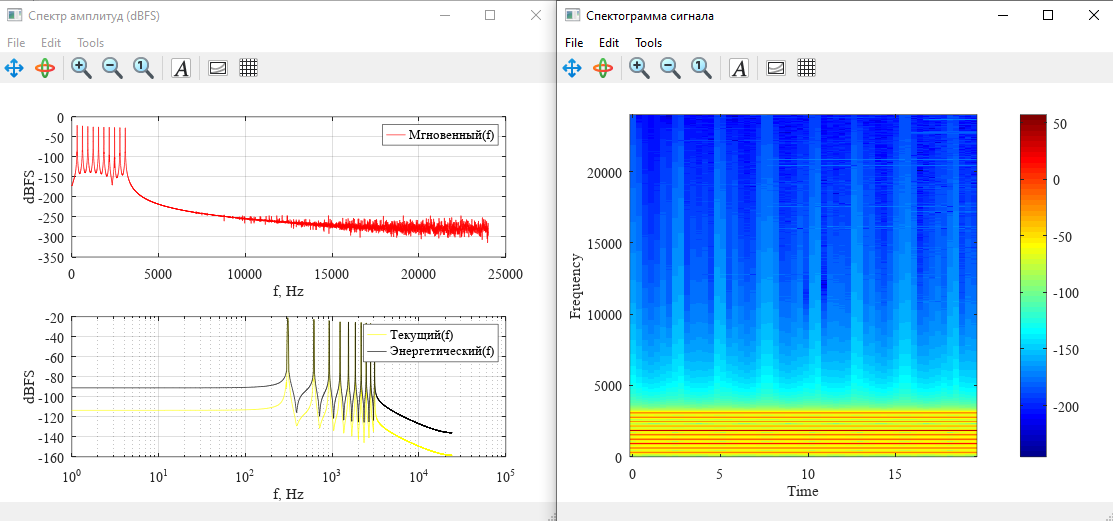 Спектр амплитуд (dBFS)
File Edit Tools
A
0
-50
-100
-150
-200
-250
-300
-350
dBFS
Мгновенный(f)
0 5000 10000 15000 20000 25000
f, Hz
-20
-40
-60
-80
-100
-120
-140
-160
dBFS
Текущий(f)
Энергетический(f)
10^0 10^1 10^2 10^3 10^4 10^5
f, Hz
Спектограмма сигнала
File Edit Tools
A
20000
15000
10000
5000
0
Frequency
0 5 10 15
Time
50
0
-50
-100
-150
-200